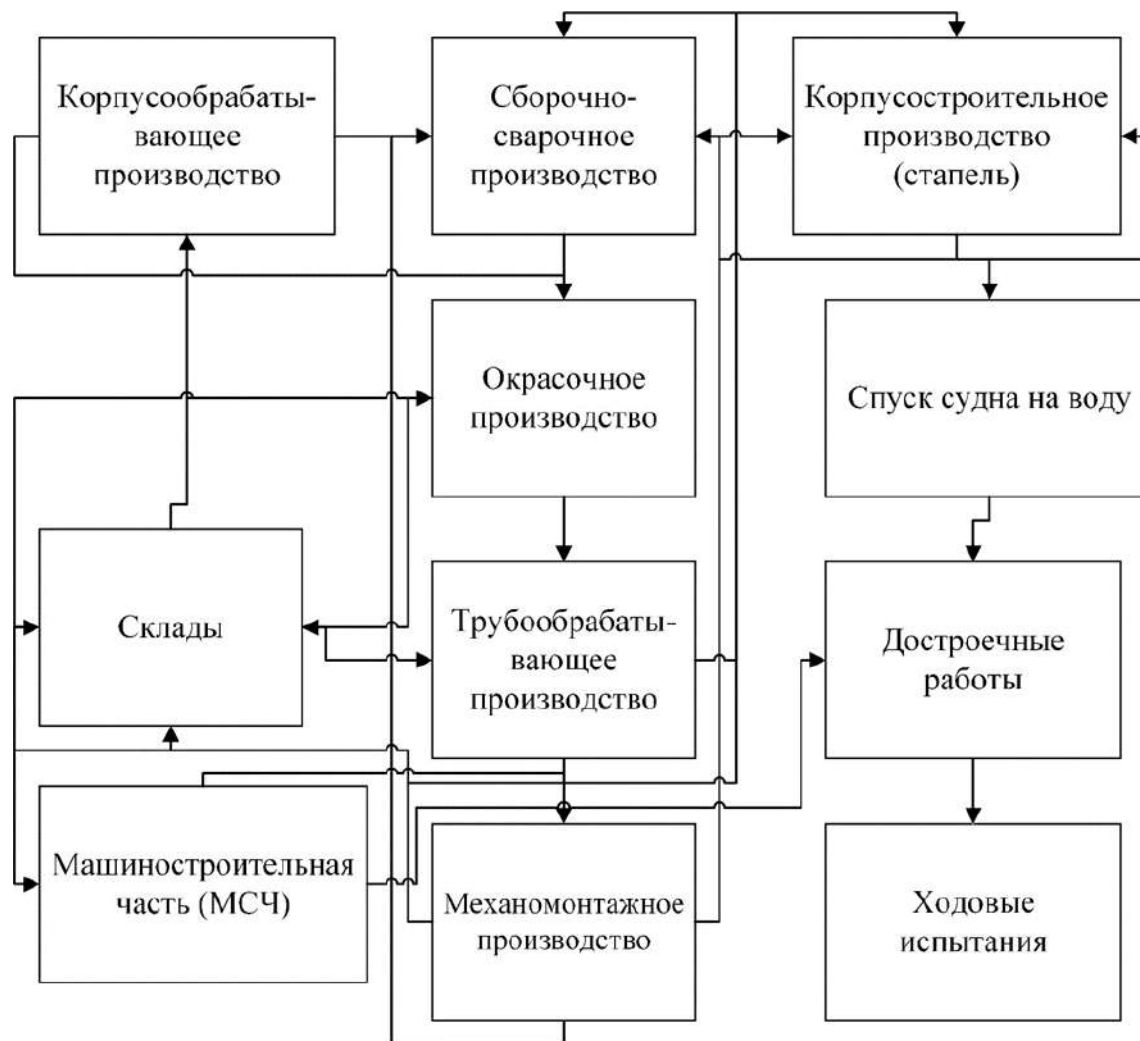 Корпусообрабаты-
вающее
производство
Сборочно-
сварочное
производство
Корпусостроительное
производство
(стапель)
Окрасочное
производство
Спуск судна на воду
Склады
Трубообрабаты-
вающее
производство
Достроечные
работы
Машиностроительная
часть (МСЧ)
Механомонтажное
производство
Ходовые
испытания